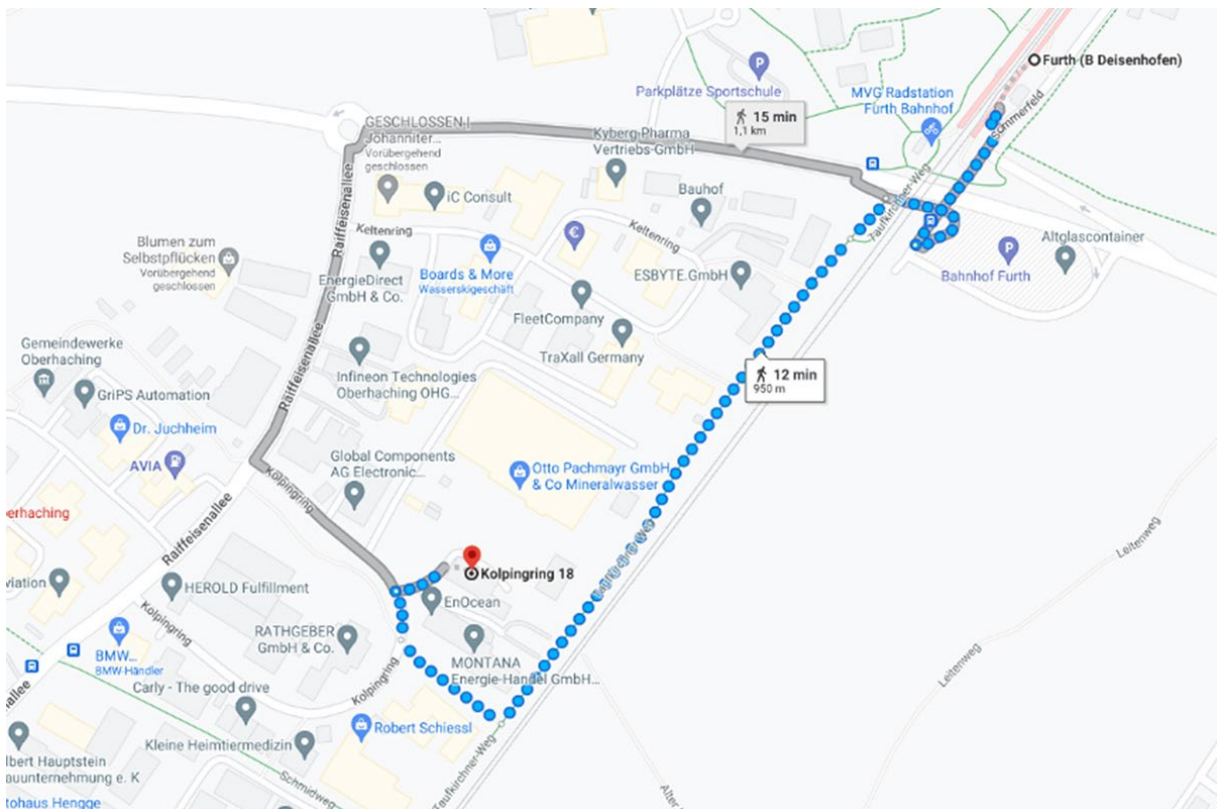 Furth (B Deisenhofen)
Parkplätze Sportschule
MVG Radstation
Furth Bahnhof
Sommerfeld
15 min
1,1 km
GESCHLOSSEN |
Johanniter...
Vorübergehend
geschlossen
Kyberg-Pharma
Vertriebs-GmbH
iC Consult
Bauhof
Taufkirchner-Weg
Raiffeisenallee
Keltenring
Keltenring
Altglascontainer
Blumen zum
Selbstpflücken
Vorübergehend
geschlossen
EnergieDirect
GmbH & Co.
Boards & More
Wasserskigeschäft
ESBYTE GmbH
Bahnhof Furth
FleetCompany
TraXall Germany
Gemeindewerke
Oberhaching
GriPS Automation
Infineon Technologies
Oberhaching OHG...
Raiffeisenallee
12 min
950 m
Dr. Juchheim
AVIA
Global Components
AG Electronic...
Otto Pachmayr GmbH
& Co Mineralwasser
Kolpingring
erhaching
Raiffeisenallee
Kolpingring 18
Leitenweg
viation
HEROLD Fulfillment
EnOcean
Kolpingring
RATHGEBER
GmbH & Co.
BMW...
BMW-Händler
MONTANA
Energie-Handel GmbH...
Leitenweg
Kolpingring
Carly - The good drive
Robert Schiessl
Kleine Heimtiermedizin
allee
lbert Hauptstein
auunternehmung e. K
Schmidweg
Taufkirchner-Weg
tohaus Hengge